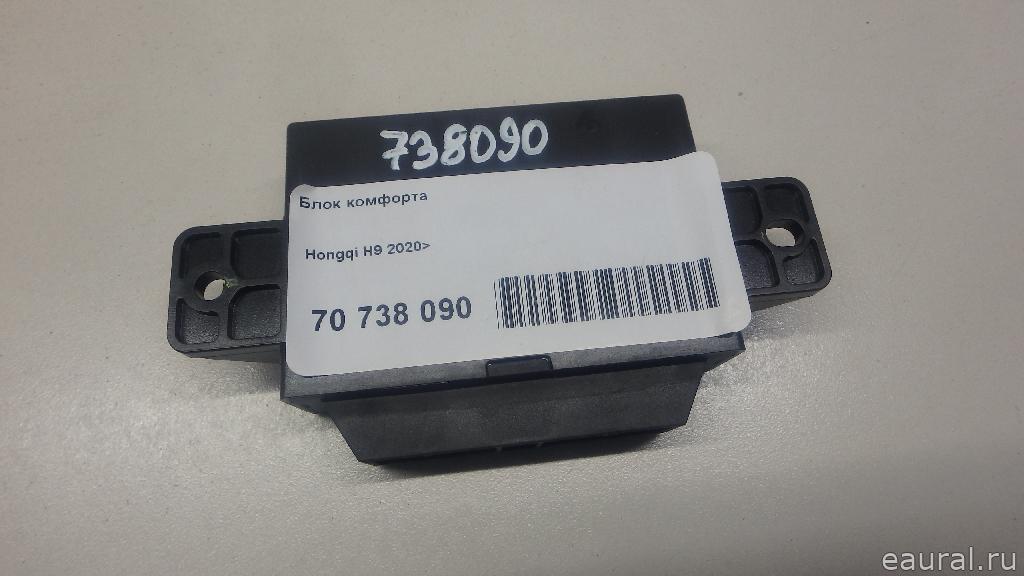 738090
Блок комфорта
Hongqi H9 2020>
70 738 090
eaural.ru